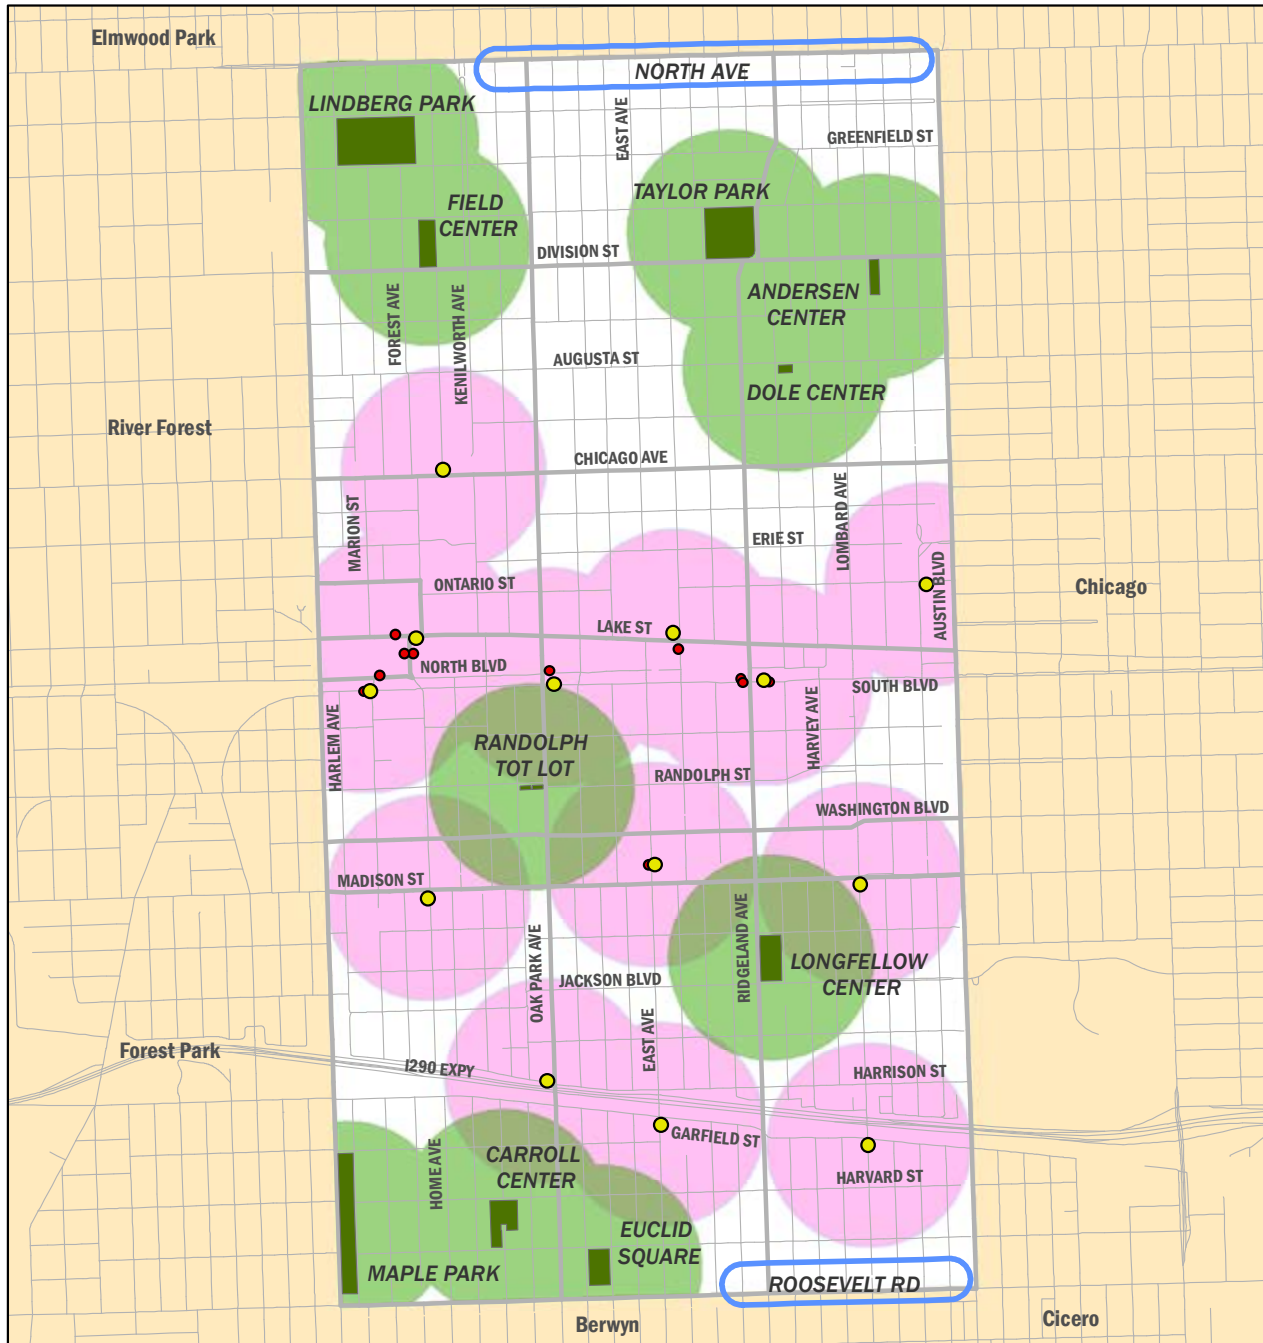 Elmwood Park
NORTH AVE
LINDBERG PARK
EAST AVE
GREENFIELD ST
TAYLOR PARK
FIELD
CENTER
DIVISION ST
ANDERSEN
CENTER
FOREST AVE
KENILWORTH AVE
AUGUSTA ST
DOLE CENTER
River Forest
CHICAGO AVE
MARION ST
LOMBARD AVE
ERIE ST
ONTARIO ST
AUSTIN BLVD
Chicago
LAKE ST
NORTH BLVD
SOUTH BLVD
HARLEM AVE
HARVEY AVE
RANDOLPH
TOT LOT
RANDOLPH ST
WASHINGTON BLVD
MADISON ST
RIDGELAND AVE
OAK PARK AVE
JACKSON BLVD
LONGFELLOW
CENTER
EAST AVE
Forest Park
I290 EXPY
HARRISON ST
GARFIELD ST
HOME AVE
CARROLL
CENTER
HARVARD ST
EUCLID
SQUARE
MAPLE PARK
ROOSEVELT RD
Berwyn
Cicero